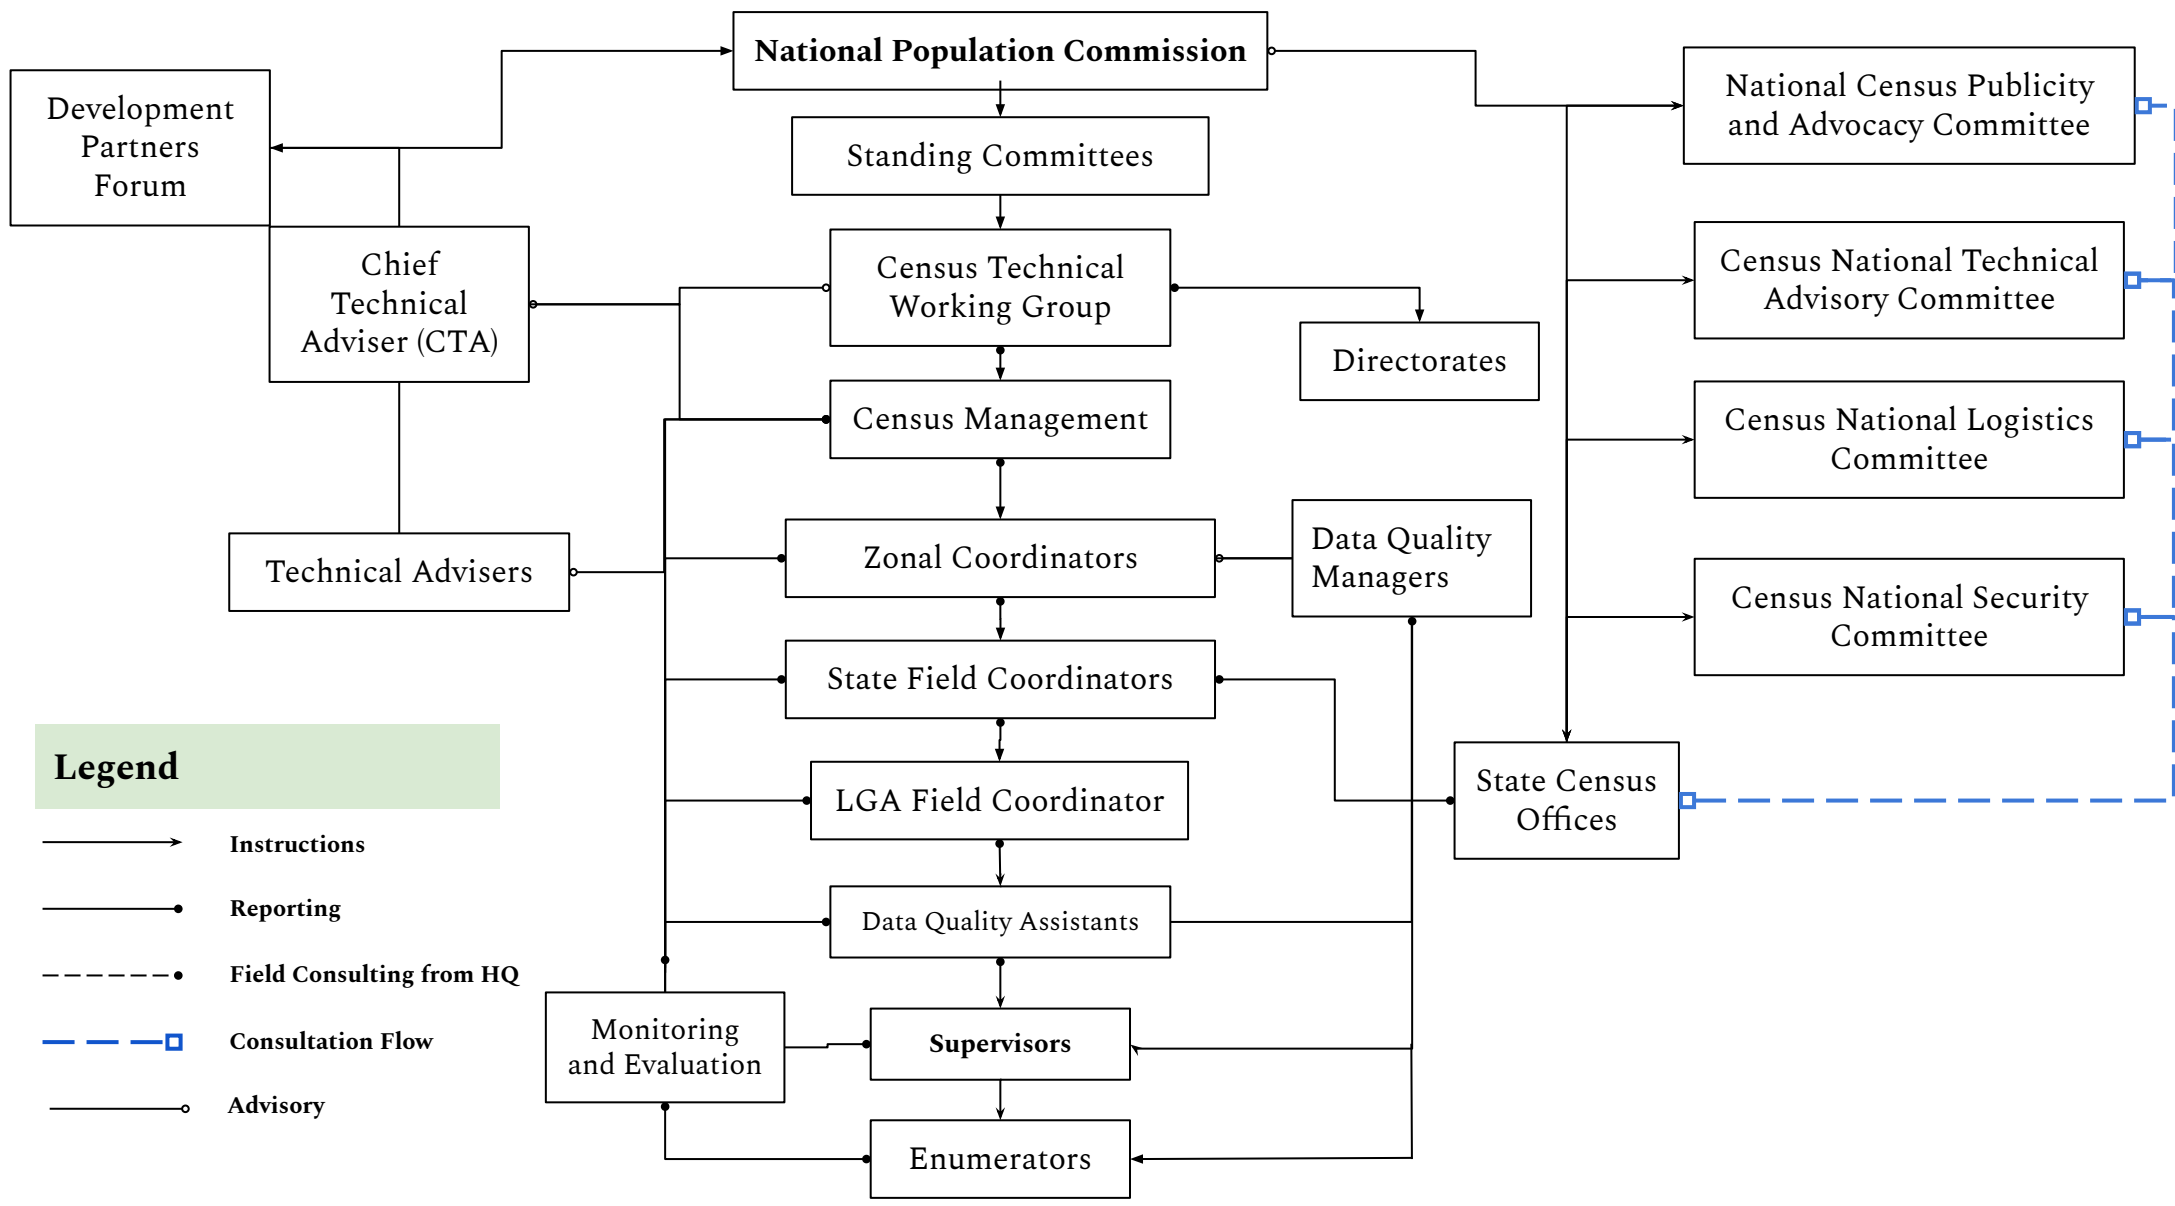 National Population Commission
Development
Partners
Forum
National Census Publicity
and Advocacy Committee
Standing Committees
Chief
Technical
Adviser (CTA)
Census Technical
Working Group
Census National Technical
Advisory Committee
Directorates
Census Management
Census National Logistics
Committee
Technical Advisers
Zonal Coordinators
Data Quality
Managers
Census National Security
Committee
State Field Coordinators
Legend
LGA Field Coordinator
State Census
Offices
Instructions
Reporting
Data Quality Assistants
Field Consulting from HQ
Monitoring
and Evaluation
Supervisors
Consultation Flow
Advisory
Enumerators